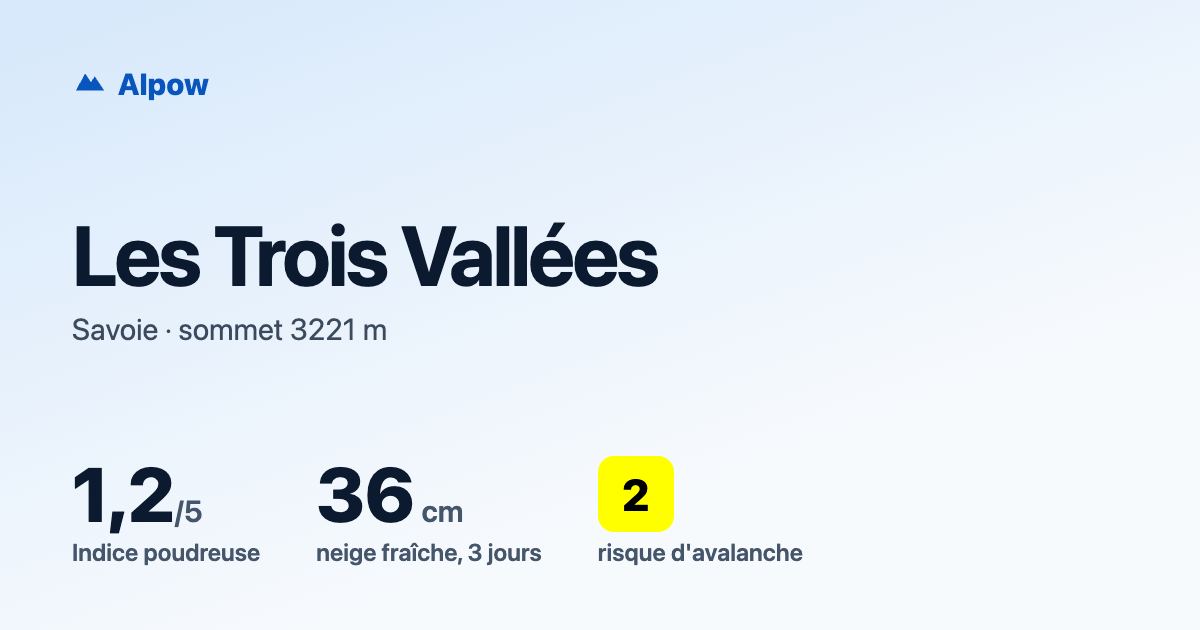 Alpow
Les Trois Vallées
Savoie · sommet 3221 m
1,2/5
Indice poudreuse
36 cm
neige fraîche, 3 jours
2
risque d'avalanche